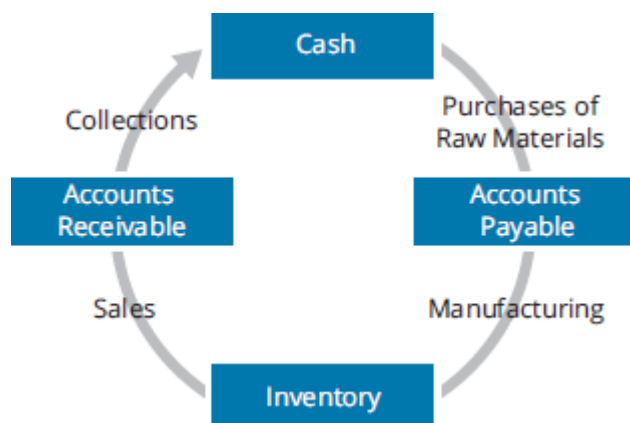 Cash
Collections
Purchases of
Raw Materials
Accounts
Receivable
Accounts
Payable
Sales
Manufacturing
Inventory